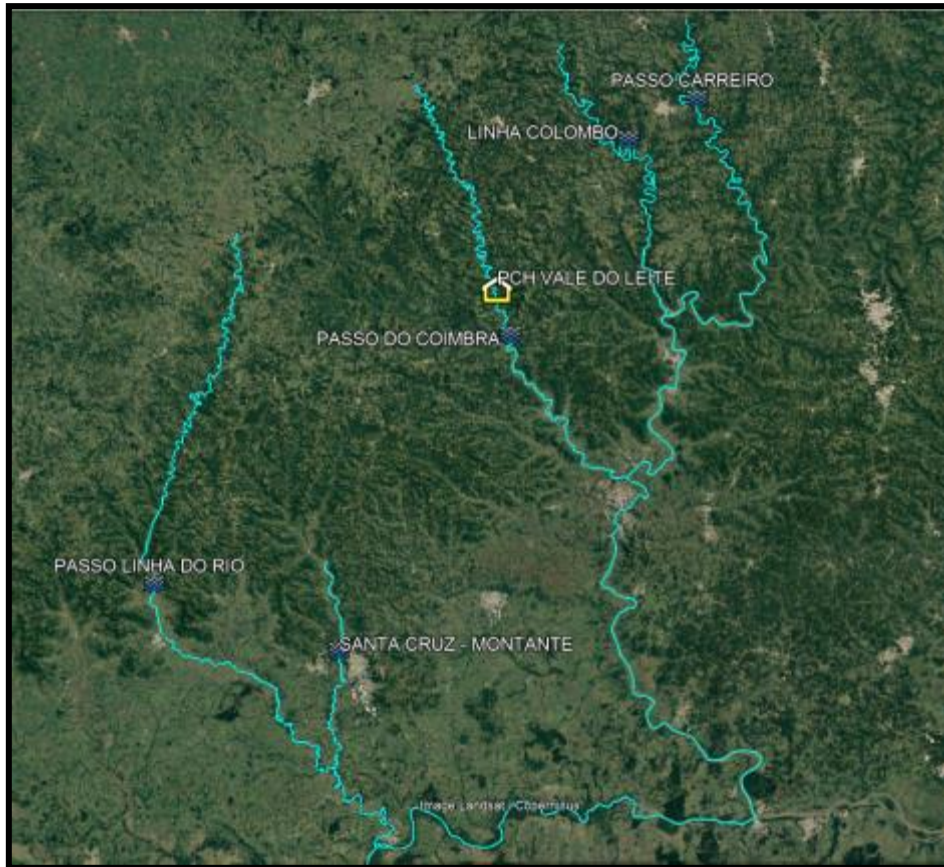 PASSO CARREIRO
LINHA COLOMBO
PCH VALE DO LEITE
PASSO DO COIMBRA
PASSO LINHA DO RIO
SANTA CRUZ - MONTANTE
Image Landsat / Copernicus